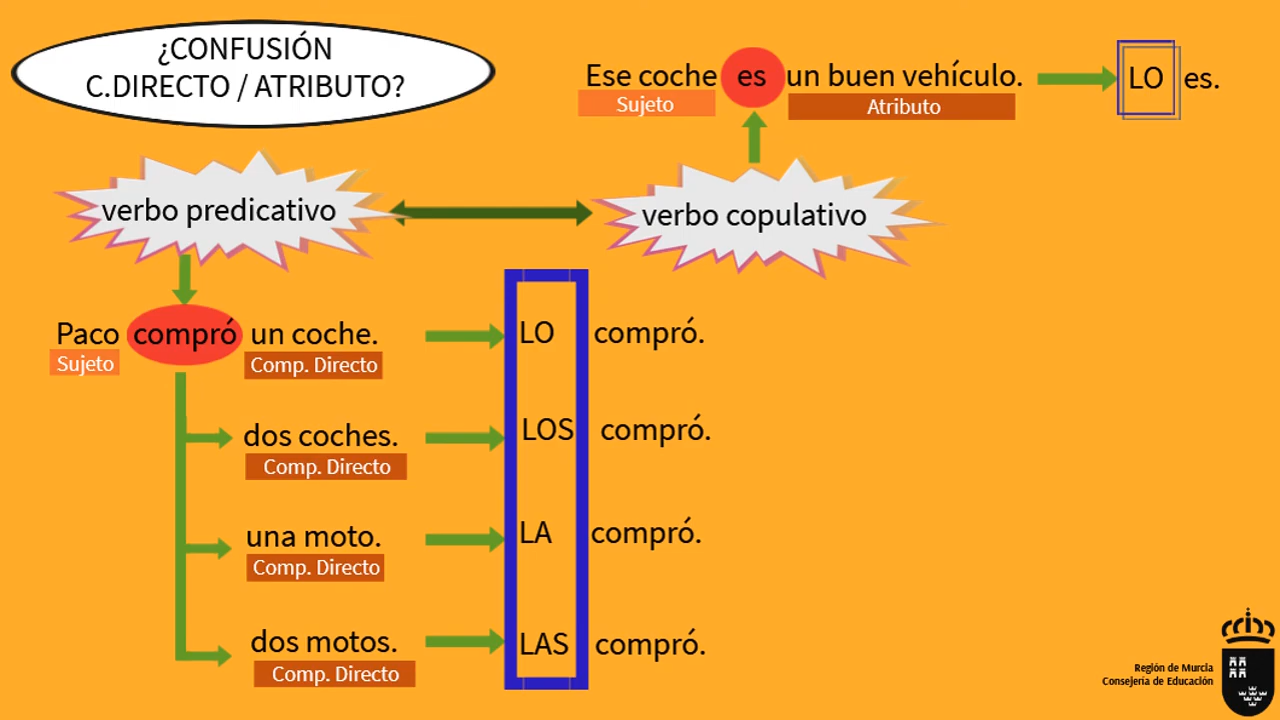 ¿CONFUSIÓN
C.DIRECTO / ATRIBUTO?
Ese coche es un buen vehículo. LO es.
Sujeto Atributo
verbo predicativo verbo copulativo
Paco compró un coche. LO compró.
Sujeto Comp. Directo
dos coches. LOS compró.
Comp. Directo
una moto. LA compró.
Comp. Directo
dos motos. LAS compró.
Comp. Directo
Región de Murcia
Consejería de Educación